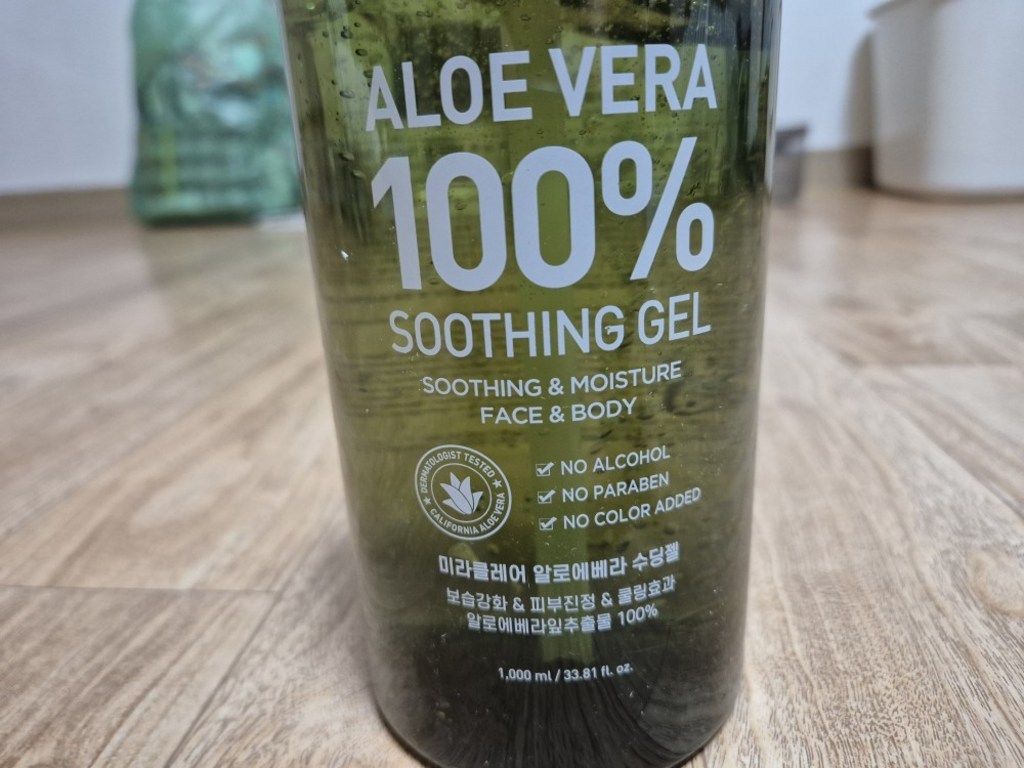 ALOE VERA
100%
SOOTHING GEL
SOOTHING & MOISTURE
FACE & BODY
DERMATOLOGIST TESTED
CALIFORNIA ALOE VERA
NO ALCOHOL
NO PARABEN
NO COLOR ADDED
미라클레어 알로에베라 수딩젤
보습강화 & 피부진정 & 쿨링효과
알로에베라잎추출물 100%
1,000 ml / 33.81 fl. oz.